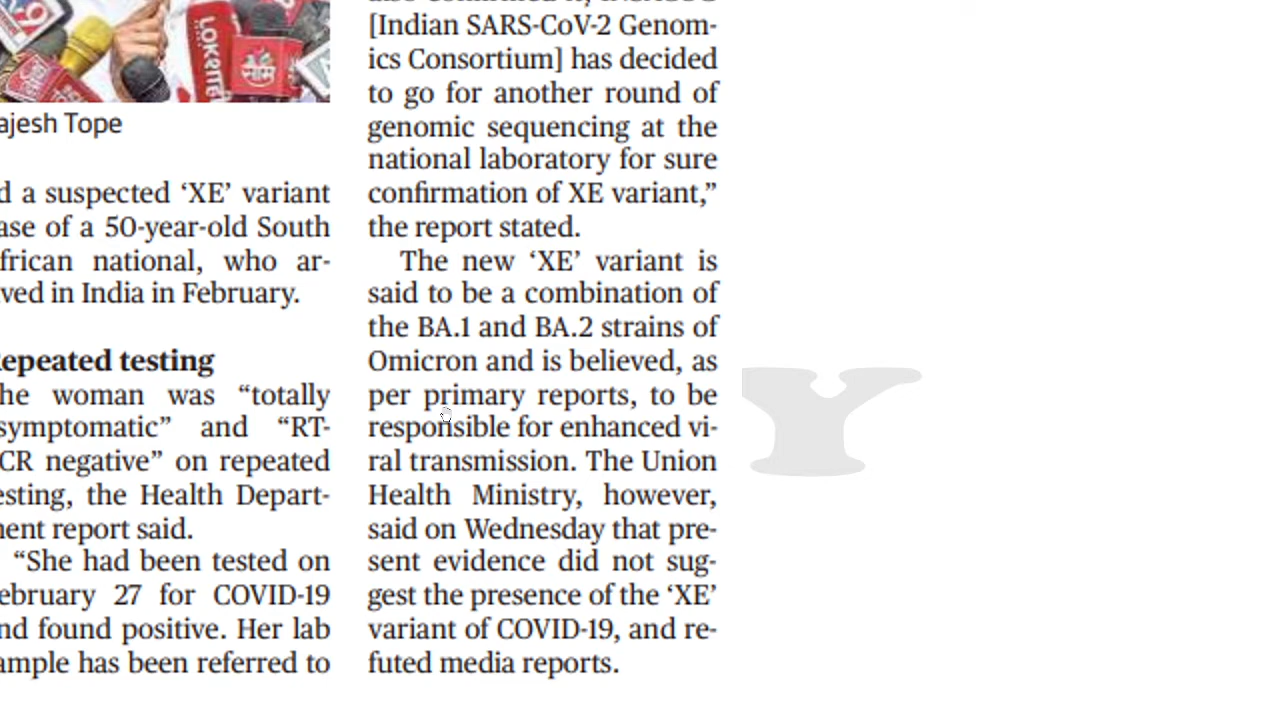 LOKMAT
ajesh Tope
d a suspected ‘XE’ variant
ase of a 50-year-old South
frican national, who ar-
ved in India in February.
epeated testing
he woman was “totally
symptomatic” and “RT-
CR negative” on repeated
esting, the Health Depart-
ent report said.
“She had been tested on
ebruary 27 for COVID-19
nd found positive. Her lab
ample has been referred to
[Indian SARS-CoV-2 Genom-
ics Consortium] has decided
to go for another round of
genomic sequencing at the
national laboratory for sure
confirmation of XE variant,”
the report stated.
The new ‘XE’ variant is
said to be a combination of
the BA.1 and BA.2 strains of
Omicron and is believed, as
per primary reports, to be
responsible for enhanced vi-
ral transmission. The Union
Health Ministry, however,
said on Wednesday that pre-
sent evidence did not sug-
gest the presence of the ‘XE’
variant of COVID-19, and re-
futed media reports.
Y